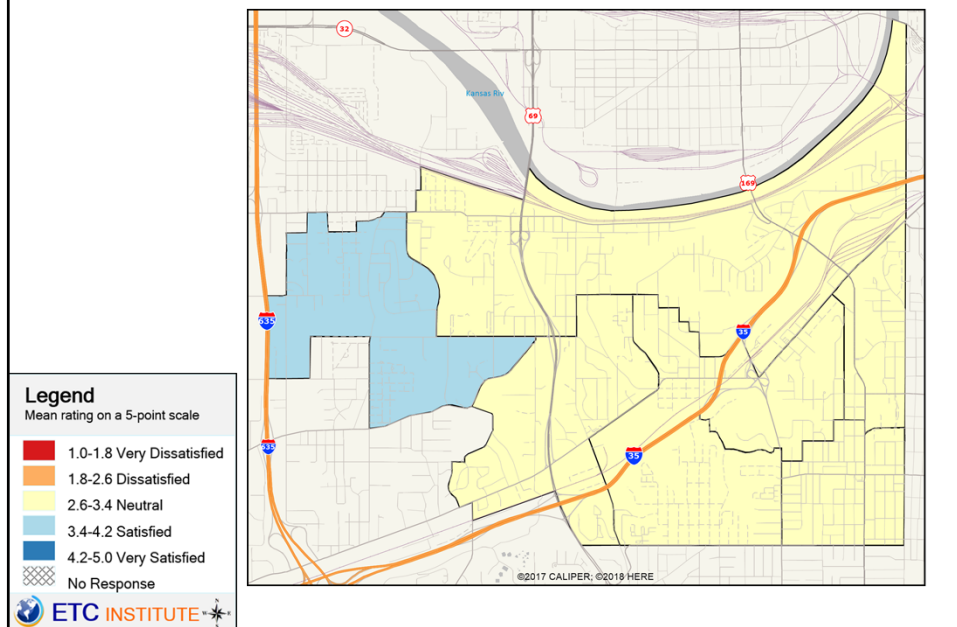 32
Kansas Riv
69
169
635
35
Legend
Mean rating on a 5-point scale
1.0-1.8 Very Dissatisfied
635
1.8-2.6 Dissatisfied
35
2.6-3.4 Neutral
3.4-4.2 Satisfied
4.2-5.0 Very Satisfied
No Response
©2017 CALIPER; ©2018 HERE
ETC INSTITUTE